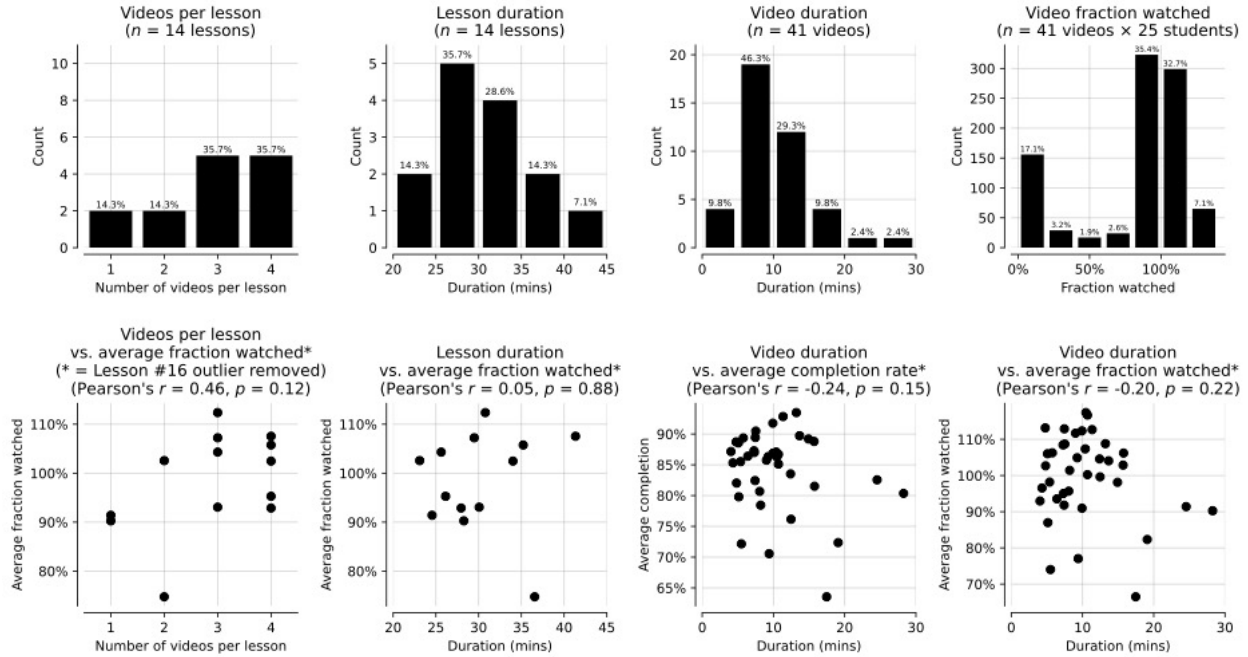 Videos per lesson
(n = 14 lessons)
10
8
6
4
2
0
Count
14.3%
14.3%
35.7%
35.7%
1 2 3 4
Number of videos per lesson
Lesson duration
(n = 14 lessons)
5
4
3
2
1
0
Count
14.3%
35.7%
28.6%
14.3%
7.1%
20 25 30 35 40 45
Duration (mins)
Video duration
(n = 41 videos)
20
15
10
5
0
Count
9.8%
46.3%
29.3%
9.8%
2.4%
2.4%
0 10 20 30
Duration (mins)
Video fraction watched
(n = 41 videos × 25 students)
300
250
200
150
100
50
0
Count
17.1%
3.2%
1.9%
2.6%
35.4%
32.7%
7.1%
0% 50% 100%
Fraction watched
Videos per lesson
vs. average fraction watched*
(* = Lesson #16 outlier removed)
(Pearson's r = 0.46, p = 0.12)
110%
100%
90%
80%
Average fraction watched
1 2 3 4
Number of videos per lesson
Lesson duration
vs. average fraction watched*
(Pearson's r = 0.05, p = 0.88)
110%
100%
90%
80%
Average fraction watched
20 25 30 35 40 45
Duration (mins)
Video duration
vs. average completion rate*
(Pearson's r = -0.24, p = 0.15)
90%
85%
80%
75%
70%
65%
Average completion
0 10 20 30
Duration (mins)
Video duration
vs. average fraction watched*
(Pearson's r = -0.20, p = 0.22)
110%
100%
90%
80%
70%
Average fraction watched
0 10 20 30
Duration (mins)